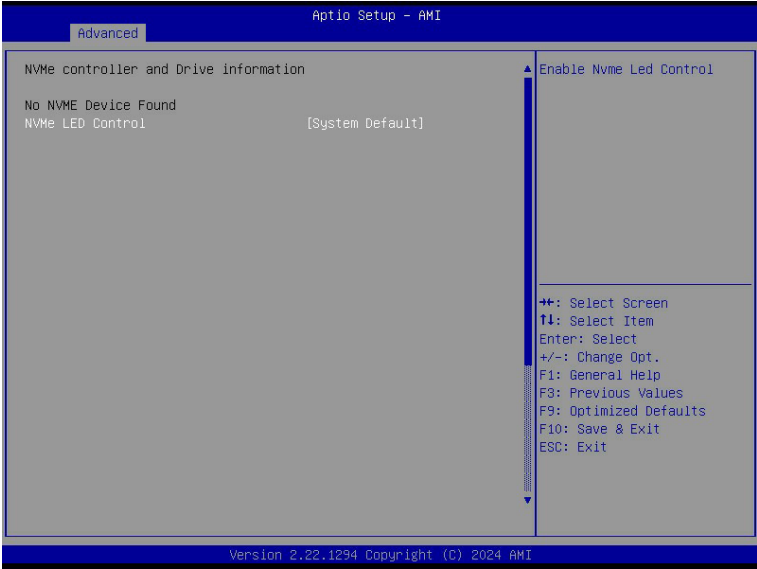 Aptio Setup - AMI
Advanced
NVMe controller and Drive information
No NVME Device Found
NVMe LED Control [System Default]
Enable Nvme Led Control
→←: Select Screen
↑↓: Select Item
Enter: Select
+/-: Change Opt.
F1: General Help
F3: Previous Values
F9: Optimized Defaults
F10: Save & Exit
ESC: Exit
Version 2.22.1294 Copyright (C) 2024 AMI